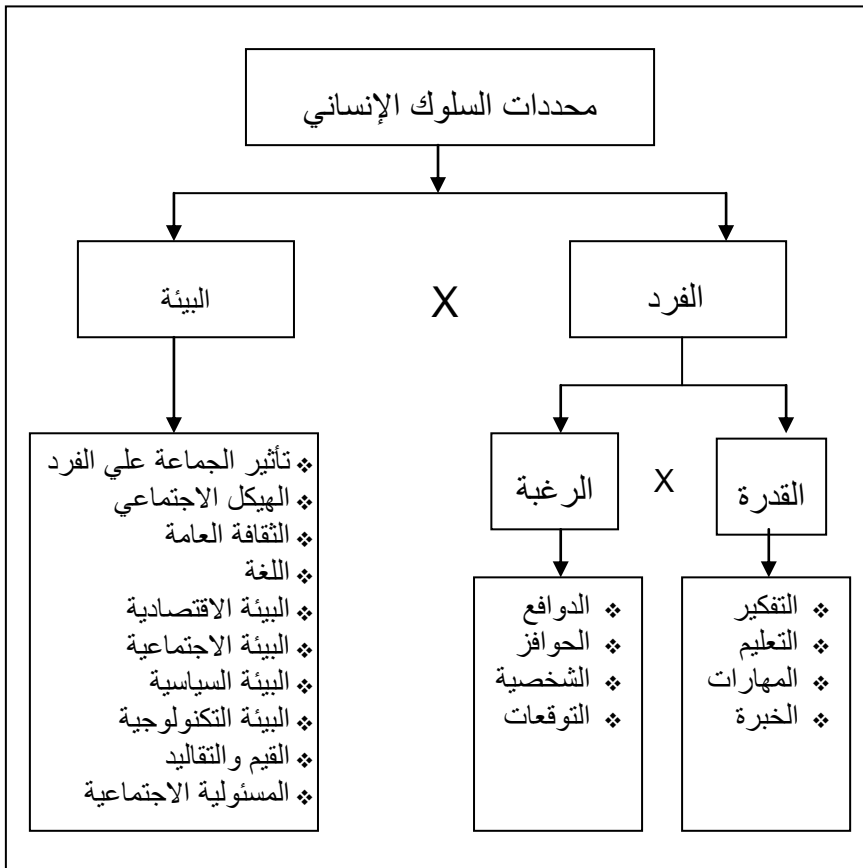 محددات السلوك الإنساني
الفرد
X
البيئة
القدرة
X
الرغبة
❖ التفكير
❖ التعليم
❖ المهارات
❖ الخبرة
❖ الدوافع
❖ الحوافز
❖ الشخصية
❖ التوقعات
❖ تأثير الجماعة علي الفرد
❖ الهيكل الاجتماعي
❖ الثقافة العامة
❖ اللغة
❖ البيئة الاقتصادية
❖ البيئة الاجتماعية
❖ البيئة السياسية
❖ البيئة التكنولوجية
❖ القيم والتقاليد
❖ المسئولية الاجتماعية